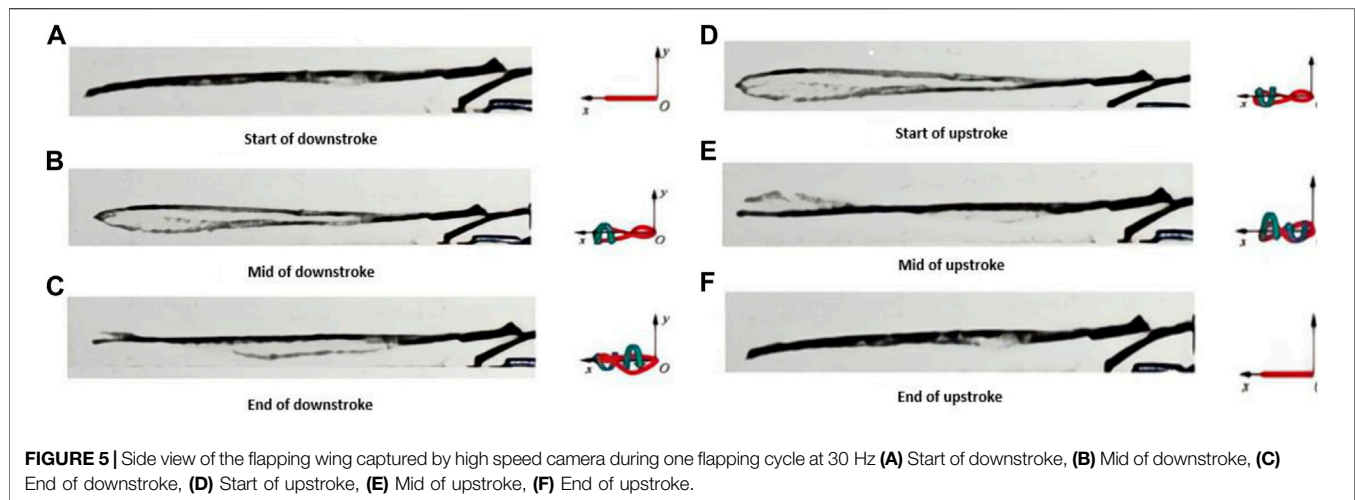 A
y
x
O
Start of downstroke
B
y
x
O
Mid of downstroke
C
y
x
O
End of downstroke
D
x
Start of upstroke
E
x
Mid of upstroke
F
x
End of upstroke
FIGURE 5 | Side view of the flapping wing captured by high speed camera during one flapping cycle at 30 Hz (A) Start of downstroke, (B) Mid of downstroke, (C)
End of downstroke, (D) Start of upstroke, (E) Mid of upstroke, (F) End of upstroke.